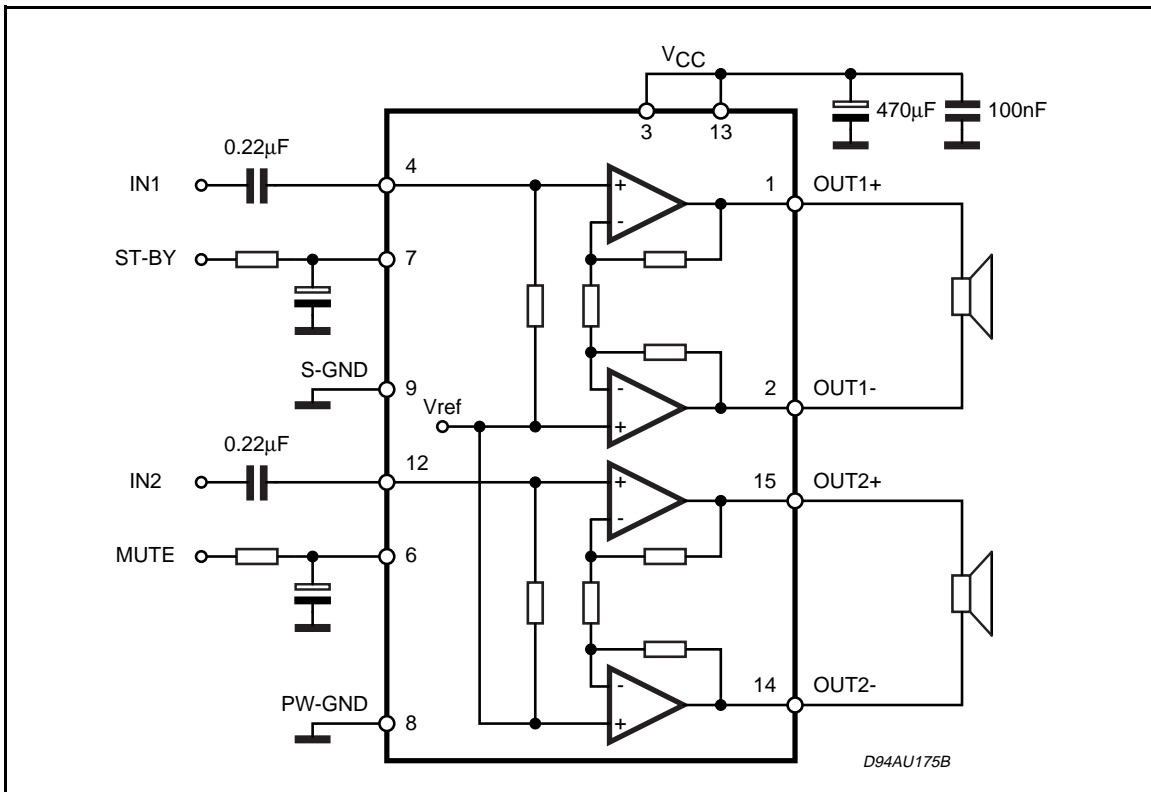 VCC
470µF
100nF
3
13
0.22µF
IN1
4
+
-
1
OUT1+
ST-BY
7
S-GND
9
Vref
-
+
2
OUT1-
0.22µF
IN2
12
+
-
15
OUT2+
MUTE
6
PW-GND
8
-
+
14
OUT2-
D94AU175B